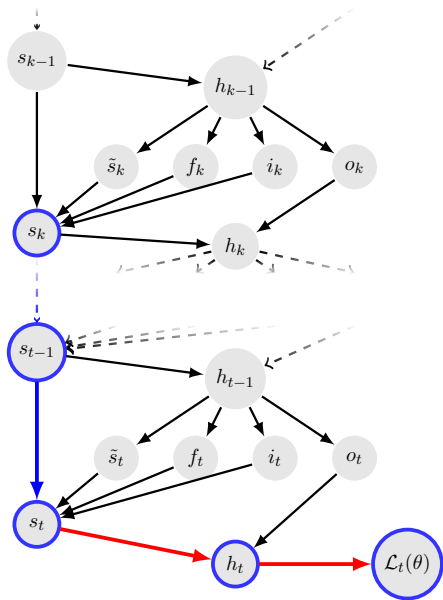 s_{k−1}
h_{k−1}
s̃_k f_k i_k o_k
s_k
h_k
s_{t−1}
h_{t−1}
s̃_t f_t i_t o_t
s_t
h_t ℒ_t(θ)